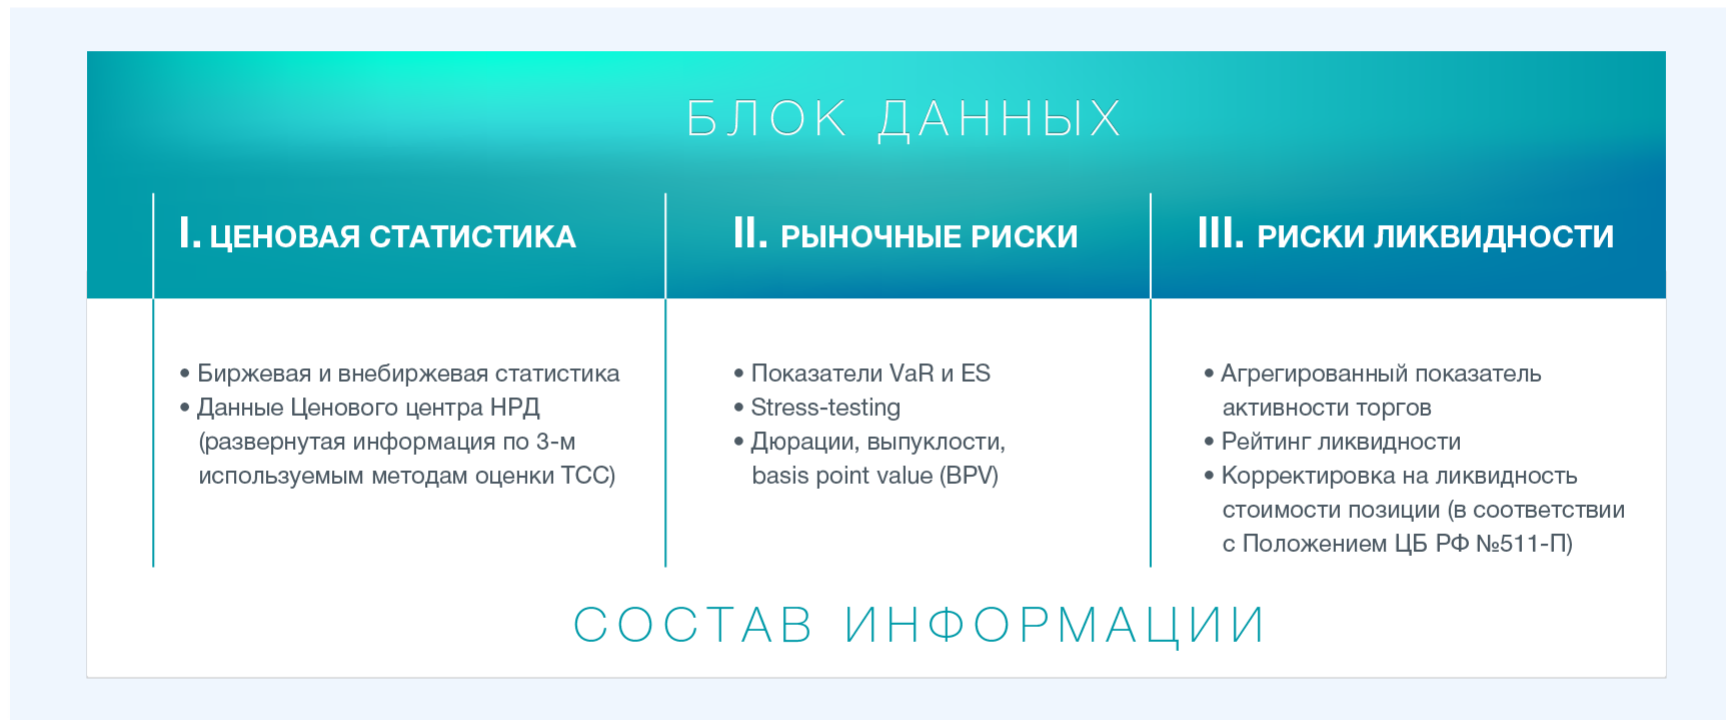 БЛОК ДАННЫХ
I. ЦЕНОВАЯ СТАТИСТИКА
II. РЫНОЧНЫЕ РИСКИ
III. РИСКИ ЛИКВИДНОСТИ
• Биржевая и внебиржевая статистика
• Данные Ценового центра НРД
(развернутая информация по 3-м
используемым методам оценки ТСС)
• Показатели VaR и ES
• Stress-testing
• Дюрации, выпуклости,
basis point value (BPV)
• Агрегированный показатель
активности торгов
• Рейтинг ликвидности
• Корректировка на ликвидность
стоимости позиции (в соответствии
с Положением ЦБ РФ №511-П)
СОСТАВ ИНФОРМАЦИИ